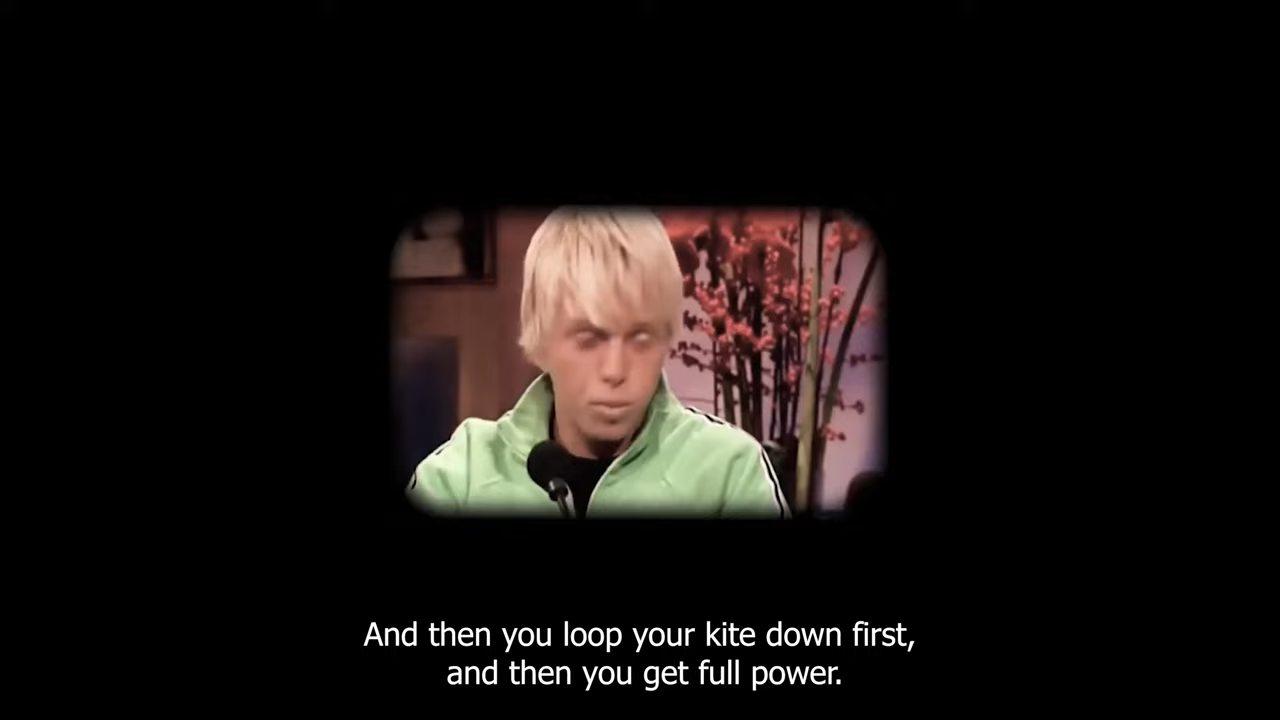 And then you loop your kite down first,
and then you get full power.